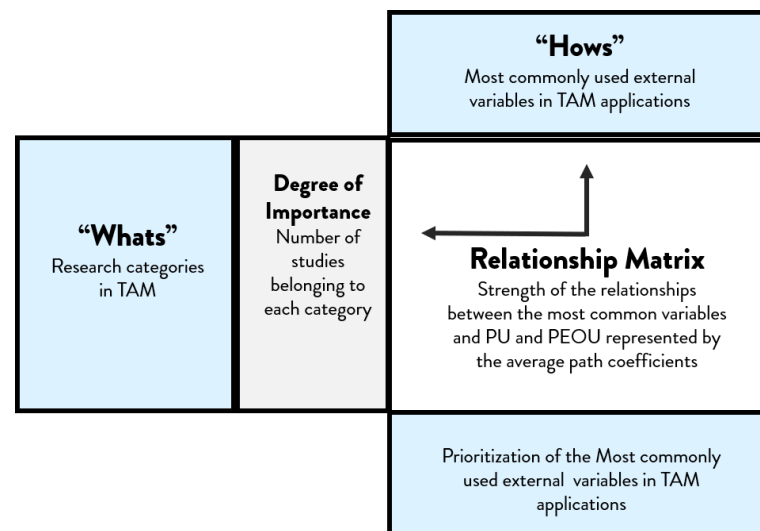 “Hows”
Most commonly used external
variables in TAM applications
“Whats”
Research categories
in TAM
Degree of
Importance
Number of
studies
belonging to
each category
Relationship Matrix
Strength of the relationships
between the most common variables
and PU and PEOU represented by
the average path coefficients
Prioritization of the Most commonly
used external variables in TAM
applications